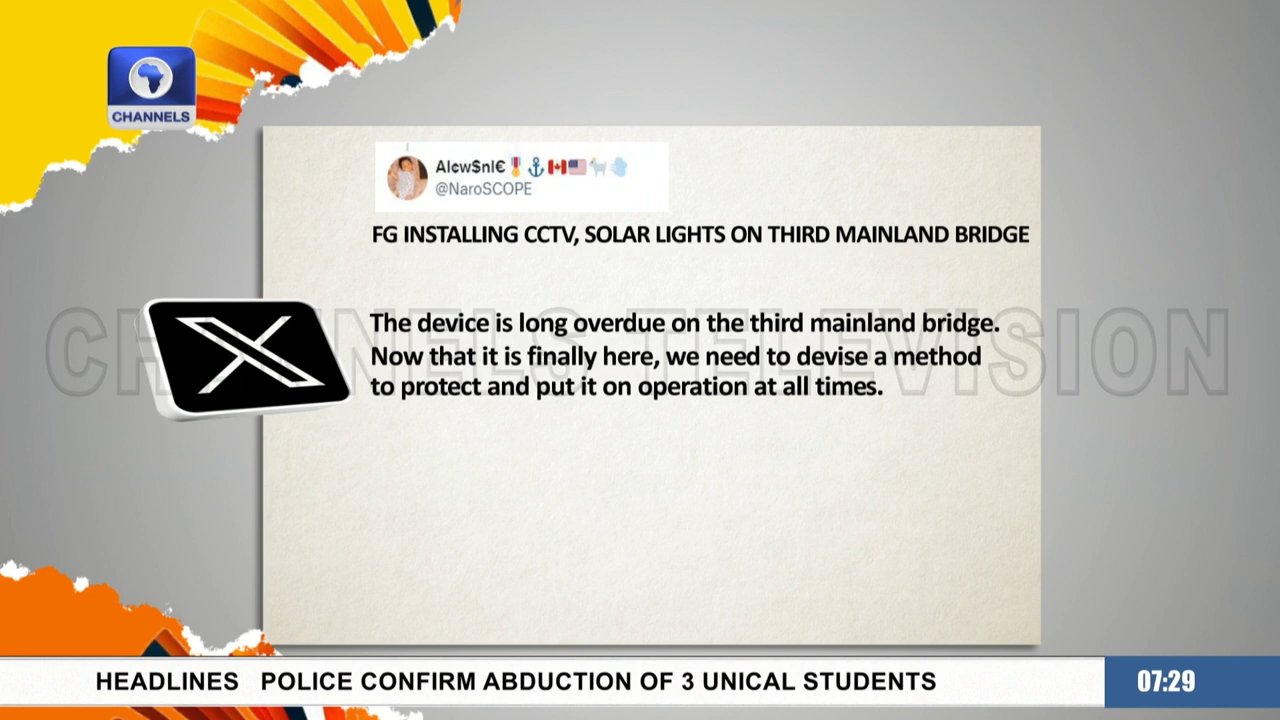 CHANNELS
Alew$nl€
@NaroSCOPE
FG INSTALLING CCTV, SOLAR LIGHTS ON THIRD MAINLAND BRIDGE
CHANNELS TELEVISION
The device is long overdue on the third mainland bridge.
Now that it is finally here, we need to devise a method
to protect and put it on operation at all times.
HEADLINES POLICE CONFIRM ABDUCTION OF 3 UNICAL STUDENTS
07:29